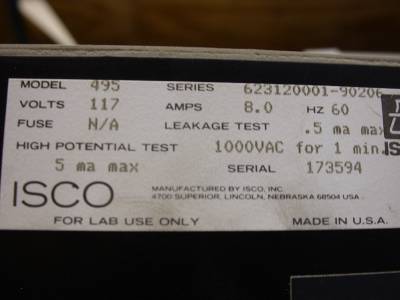 MODEL 495 SERIES 623120001-90206
VOLTS 117 AMPS 8.0 HZ 60
FUSE N/A LEAKAGE TEST .5 ma max
HIGH POTENTIAL TEST 1000VAC for 1 min.
5 ma max SERIAL 173594
ISCO MANUFACTURED BY ISCO, INC.
4700 SUPERIOR, LINCOLN, NEBRASKA 68504 USA.
FOR LAB USE ONLY MADE IN U.S.A.